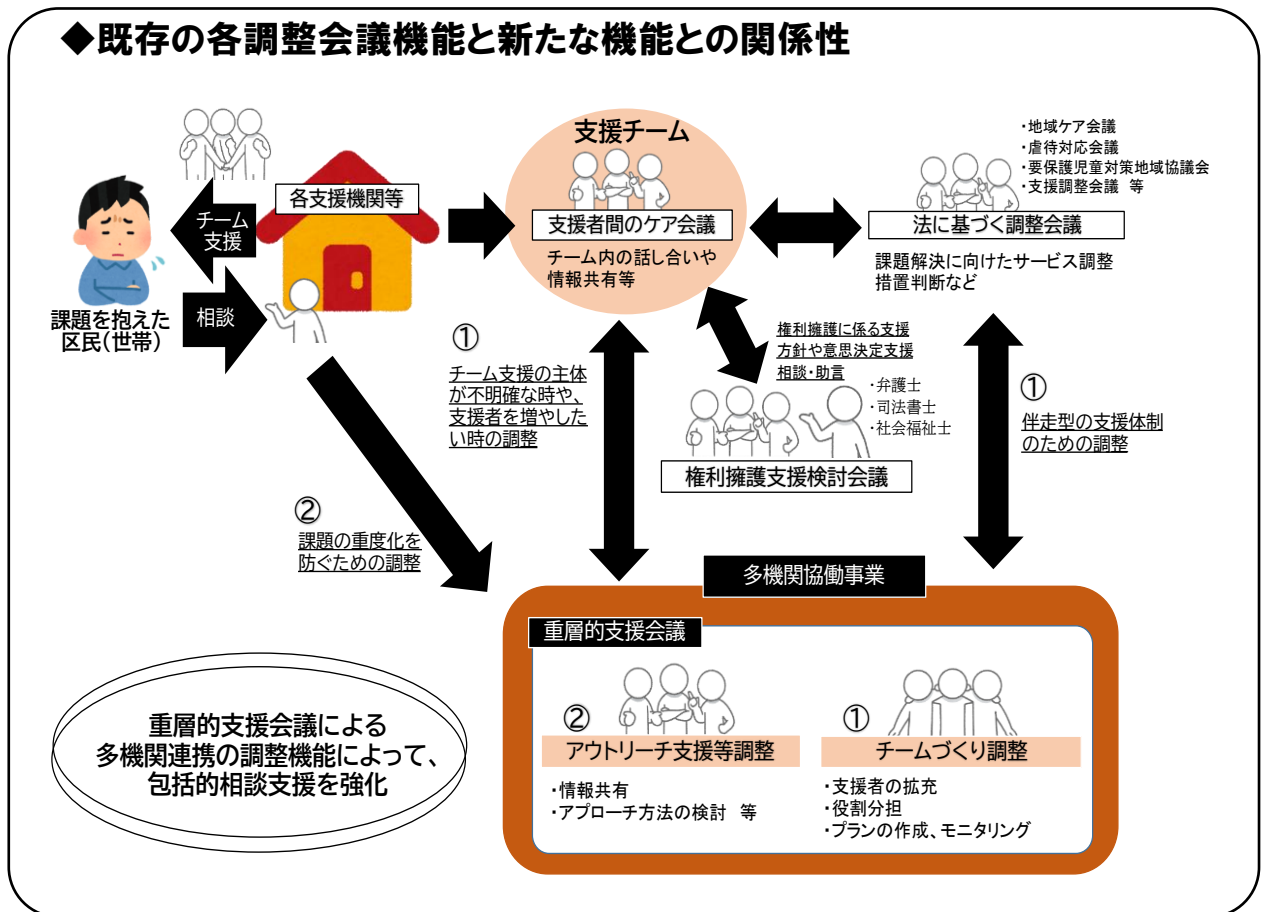 ◆既存の各調整会議機能と新たな機能との関係性
課題を抱えた
区民(世帯)
チーム
支援
相談
各支援機関等
支援チーム
支援者間のケア会議
チーム内の話し合いや
情報共有等
・地域ケア会議
・虐待対応会議
・要保護児童対策地域協議会
・支援調整会議 等
法に基づく調整会議
課題解決に向けたサービス調整
措置判断など
①
チーム支援の主体
が不明確な時や、
支援者を増やした
い時の調整
権利擁護に係る支援
方針や意思決定支援
相談・助言
・弁護士
・司法書士
・社会福祉士
権利擁護支援検討会議
①
伴走型の支援体制
のための調整
②
課題の重度化を
防ぐための調整
多機関協働事業
重層的支援会議
②
アウトリーチ支援等調整
・情報共有
・アプローチ方法の検討 等
①
チームづくり調整
・支援者の拡充
・役割分担
・プランの作成、モニタリング
重層的支援会議による
多機関連携の調整機能によって、
包括的相談支援を強化